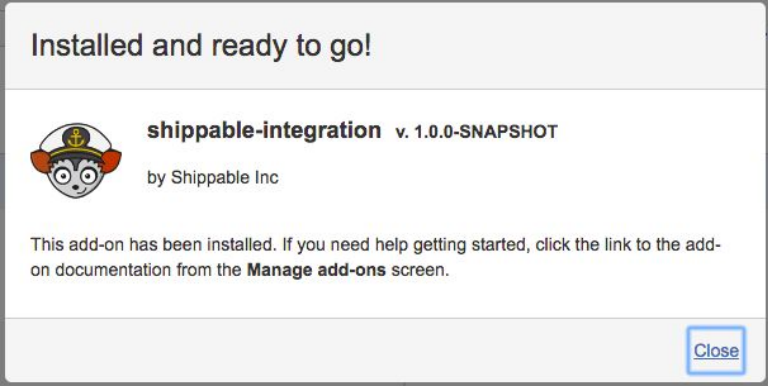 Installed and ready to go!
shippable-integration v. 1.0.0-SNAPSHOT
by Shippable Inc
This add-on has been installed. If you need help getting started, click the link to the add-
on documentation from the Manage add-ons screen.
Close